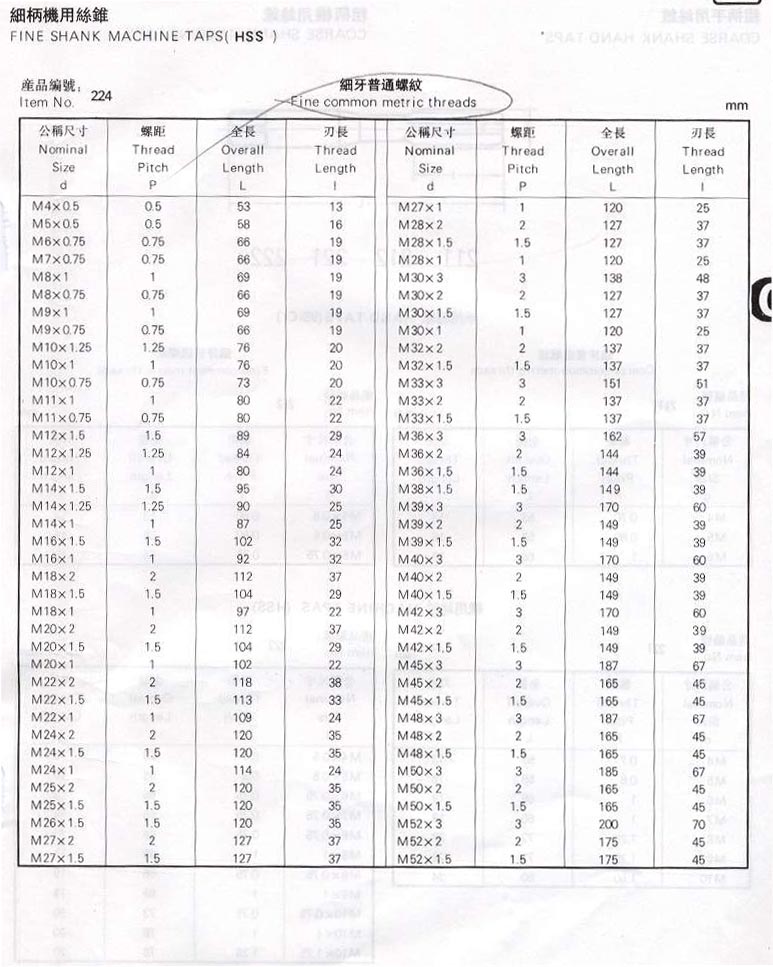 細柄機用絲錐
FINE SHANK MACHINE TAPS( HSS )
産品編號:
Item No. 224
細牙普通螺紋
Fine common metric threads
mm
公稱尺寸 螺距 全長 刃長 公稱尺寸 螺距 全長 刃長
Nominal Thread Overall Thread Nominal Thread Overall Thread
Size Pitch Length Length Size Pitch Length Length
d P L l d P L l
M4×0.5 0.5 53 13 M27×1 1 120 25
M5×0.5 0.5 58 16 M28×2 2 127 37
M6×0.75 0.75 66 19 M28×1.5 1.5 127 37
M7×0.75 0.75 66 19 M28×1 1 120 25
M8×1 1 69 19 M30×3 3 138 48
M8×0.75 0.75 66 19 M30×2 2 127 37
M9×1 1 69 19 M30×1.5 1.5 127 37
M9×0.75 0.75 66 19 M30×1 1 120 25
M10×1.25 1.25 76 20 M32×2 2 137 37
M10×1 1 76 20 M32×1.5 1.5 137 37
M10×0.75 0.75 73 20 M33×3 3 151 51
M11×1 1 80 22 M33×2 2 137 37
M11×0.75 0.75 80 22 M33×1.5 1.5 137 37
M12×1.5 1.5 89 29 M36×3 3 162 57
M12×1.25 1.25 84 24 M36×2 2 144 39
M12×1 1 80 24 M36×1.5 1.5 144 39
M14×1.5 1.5 95 30 M38×1.5 1.5 149 39
M14×1.25 1.25 90 25 M39×3 3 170 60
M14×1 1 87 25 M39×2 2 149 39
M16×1.5 1.5 102 32 M39×1.5 1.5 149 39
M16×1 1 92 32 M40×3 3 170 60
M18×2 2 112 37 M40×2 2 149 39
M18×1.5 1.5 104 29 M40×1.5 1.5 149 39
M18×1 1 97 22 M42×3 3 170 60
M20×2 2 112 37 M42×2 2 149 39
M20×1.5 1.5 104 29 M42×1.5 1.5 149 39
M20×1 1 102 22 M45×3 3 187 67
M22×2 2 118 38 M45×2 2 165 45
M22×1.5 1.5 113 33 M45×1.5 1.5 165 45
M22×1 1 109 24 M48×3 3 187 67
M24×2 2 120 35 M48×2 2 165 45
M24×1.5 1.5 120 35 M48×1.5 1.5 165 45
M24×1 1 114 24 M50×3 3 185 67
M25×2 2 120 35 M50×2 2 165 45
M25×1.5 1.5 120 35 M50×1.5 1.5 165 45
M26×1.5 1.5 120 35 M52×3 3 200 70
M27×2 2 127 37 M52×2 2 175 45
M27×1.5 1.5 127 37 M52×1.5 1.5 175 45